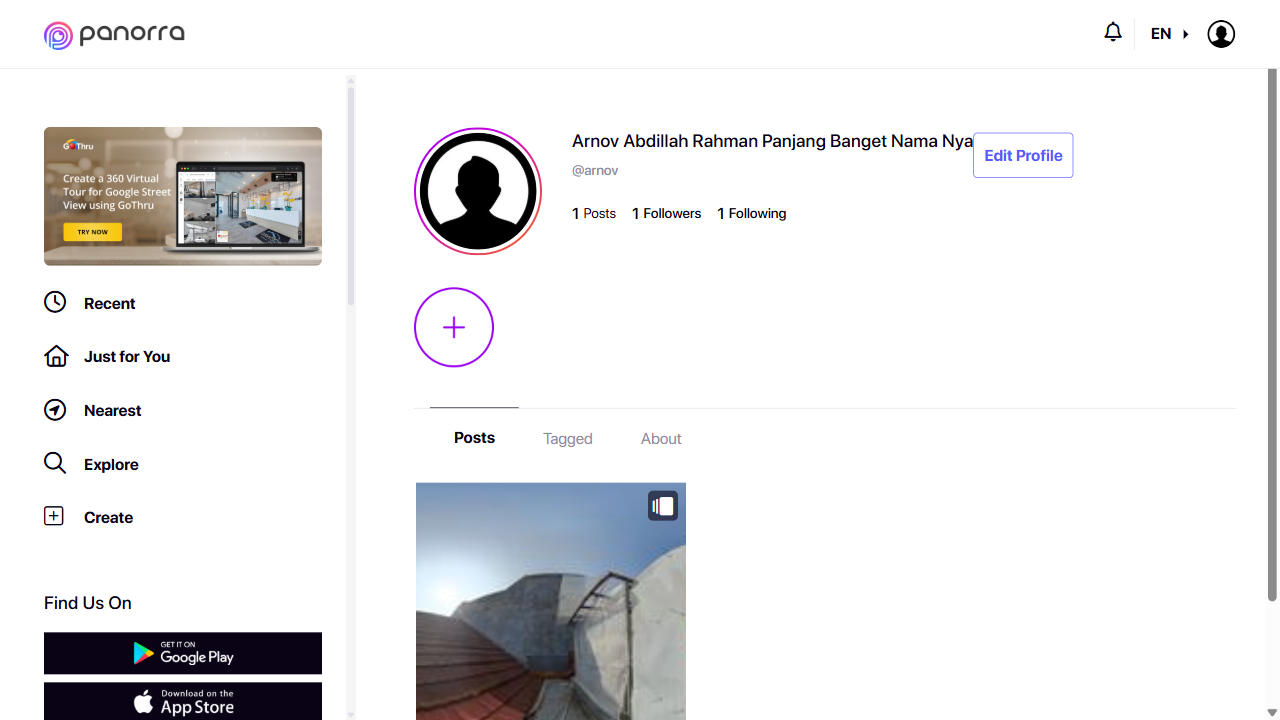 panorra
EN
GoThru
Create a 360 Virtual
Tour for Google Street
View using GoThru
TRY NOW
Recent
Just for You
Nearest
Explore
Create
Find Us On
GET IT ON
Google Play
Download on the
App Store
Arnov Abdillah Rahman Panjang Banget Nama Nya
Edit Profile
@arnov
1 Posts 1 Followers 1 Following
Posts Tagged About